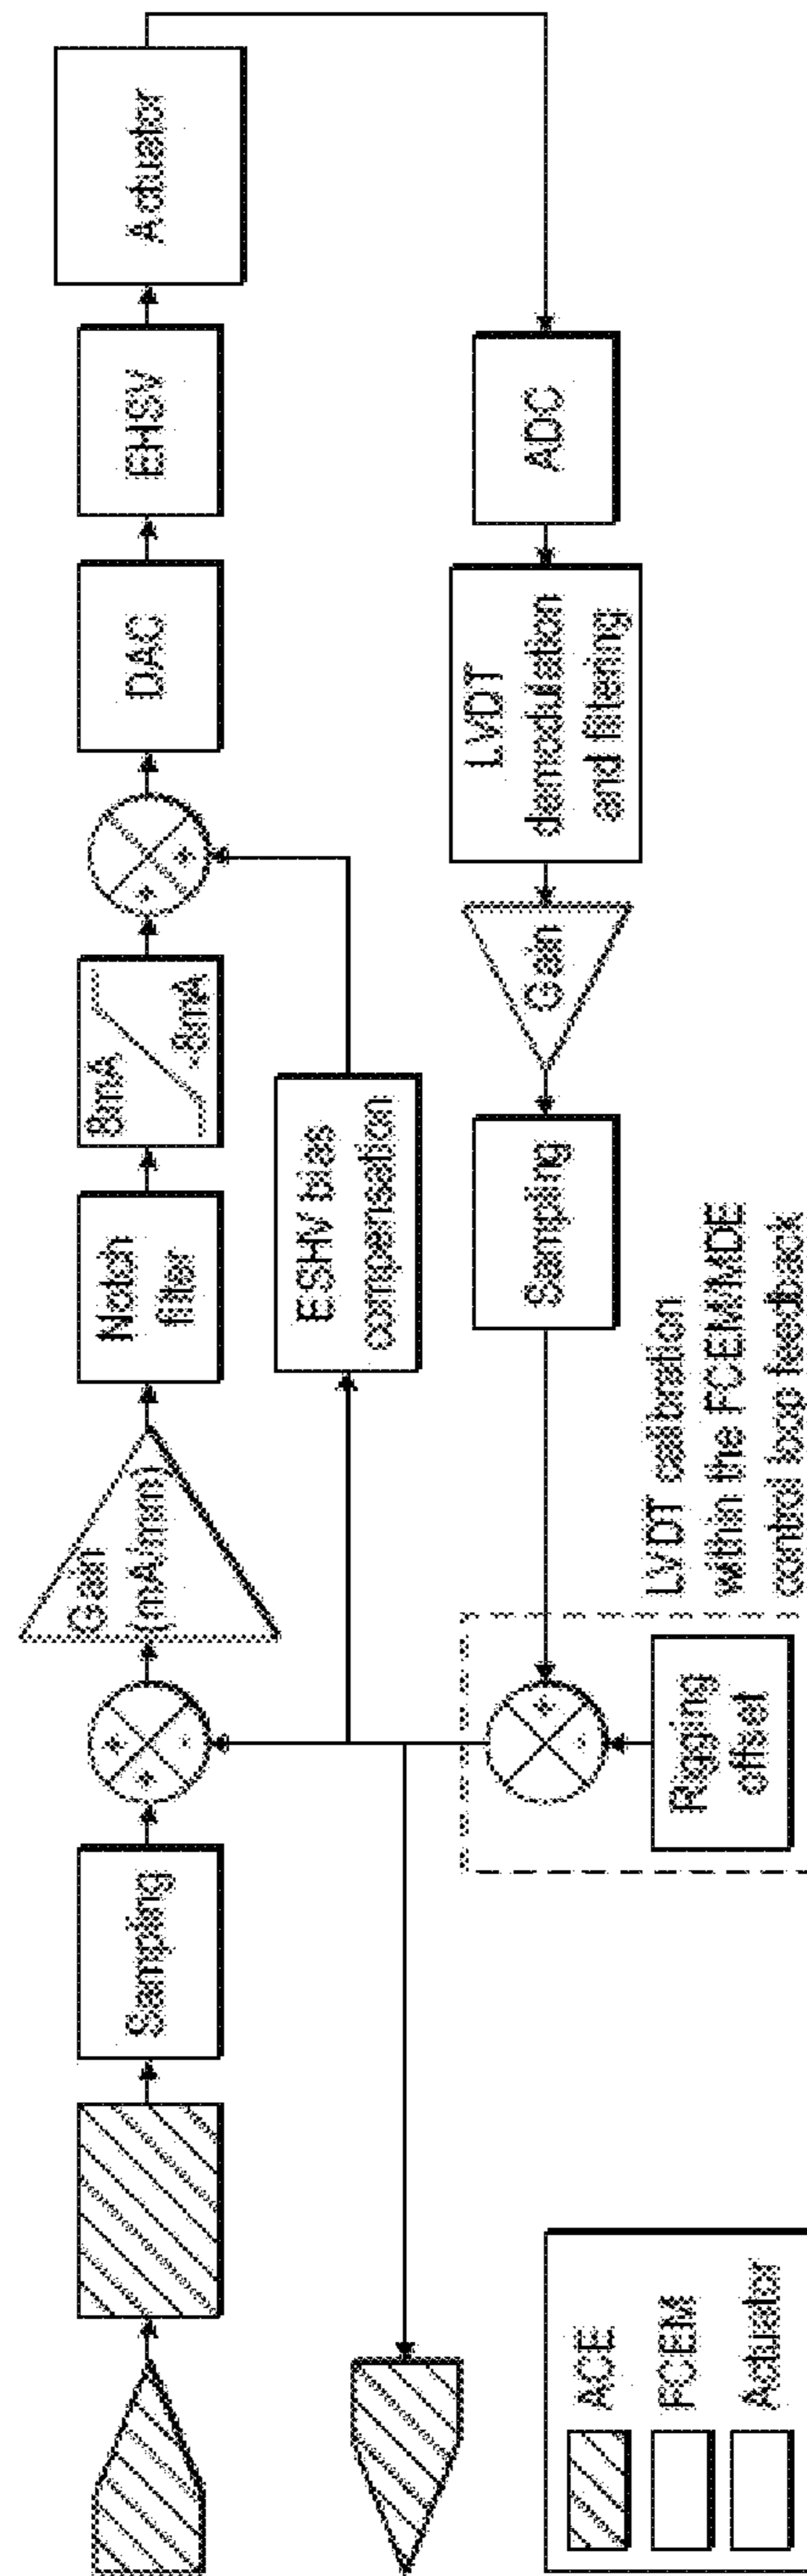 Sampling
Gain
(mA/mm)
Notch
filter
8mA
-8mA
DAC
EHSV
Actuator
ESHV bias
compensation
ADC
LVDT
demodulation
and filtering
Gain
Sampling
LVDT calibration
within the FCEM/MDE
control loop feedback
Rigging
offset
ACE
FCEM
Actuator